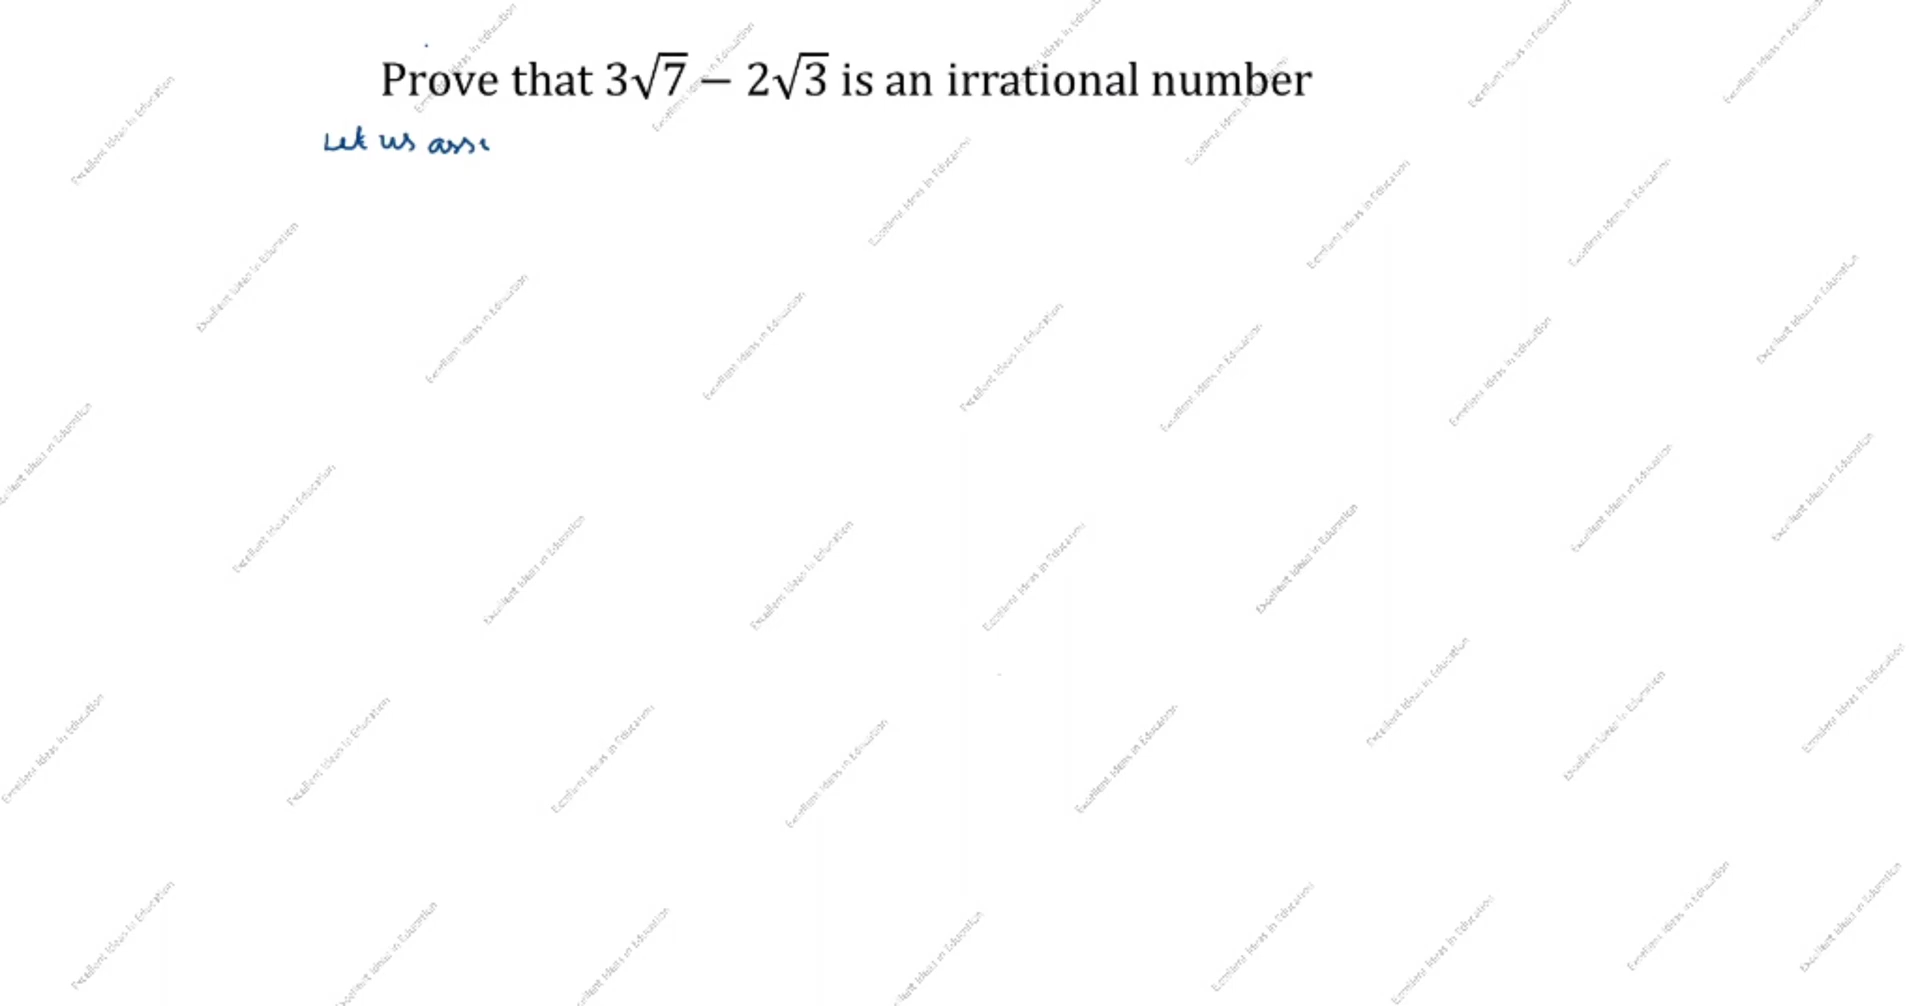 Prove that 3√7 − 2√3 is an irrational number
Let us ass